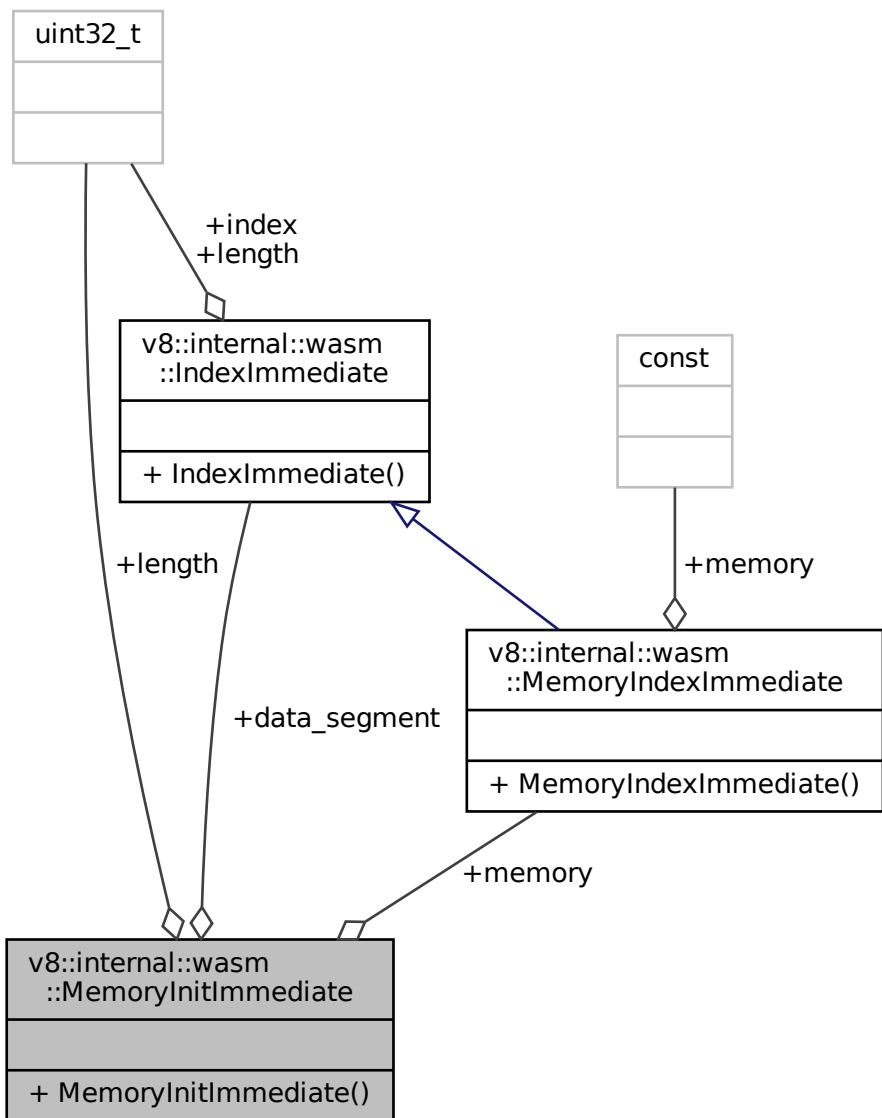 uint32_t
+index
+length
v8::internal::wasm
::IndexImmediate
+ IndexImmediate()
const
+length
+memory
v8::internal::wasm
::MemoryIndexImmediate
+ MemoryIndexImmediate()
+data_segment
+memory
v8::internal::wasm
::MemoryInitImmediate
+ MemoryInitImmediate()